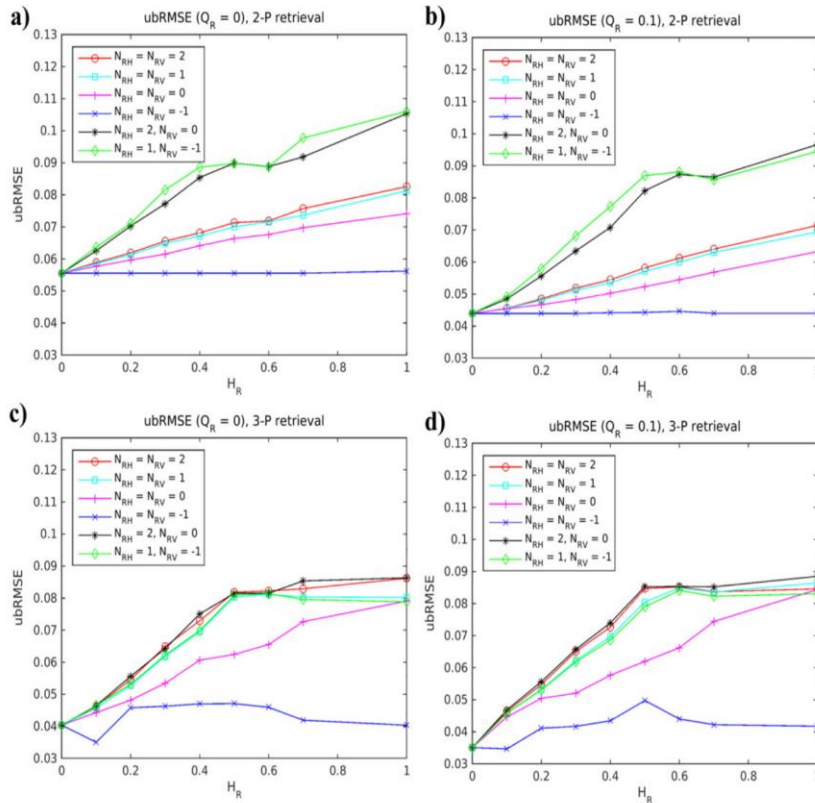 a)
ubRMSE (Q_R = 0), 2-P retrieval
0.13
0.12
0.11
0.1
0.09
0.08
0.07
0.06
0.05
0.04
0.03
ubRMSE
N_RH = N_RV = 2
N_RH = N_RV = 1
N_RH = N_RV = 0
N_RH = N_RV = -1
N_RH = 2, N_RV = 0
N_RH = 1, N_RV = -1
0 0.2 0.4 0.6 0.8 1
H_R
b)
ubRMSE (Q_R = 0.1), 2-P retrieval
0.13
0.12
0.11
0.1
0.09
0.08
0.07
0.06
0.05
0.04
0.03
ubRMSE
N_RH = N_RV = 2
N_RH = N_RV = 1
N_RH = N_RV = 0
N_RH = N_RV = -1
N_RH = 2, N_RV = 0
N_RH = 1, N_RV = -1
0 0.2 0.4 0.6 0.8 1
H_R
c)
ubRMSE (Q_R = 0), 3-P retrieval
0.13
0.12
0.11
0.1
0.09
0.08
0.07
0.06
0.05
0.04
0.03
ubRMSE
N_RH = N_RV = 2
N_RH = N_RV = 1
N_RH = N_RV = 0
N_RH = N_RV = -1
N_RH = 2, N_RV = 0
N_RH = 1, N_RV = -1
0 0.2 0.4 0.6 0.8 1
H_R
d)
ubRMSE (Q_R = 0.1), 3-P retrieval
0.13
0.12
0.11
0.1
0.09
0.08
0.07
0.06
0.05
0.04
0.03
ubRMSE
N_RH = N_RV = 2
N_RH = N_RV = 1
N_RH = N_RV = 0
N_RH = N_RV = -1
N_RH = 2, N_RV = 0
N_RH = 1, N_RV = -1
0 0.2 0.4 0.6 0.8 1
H_R